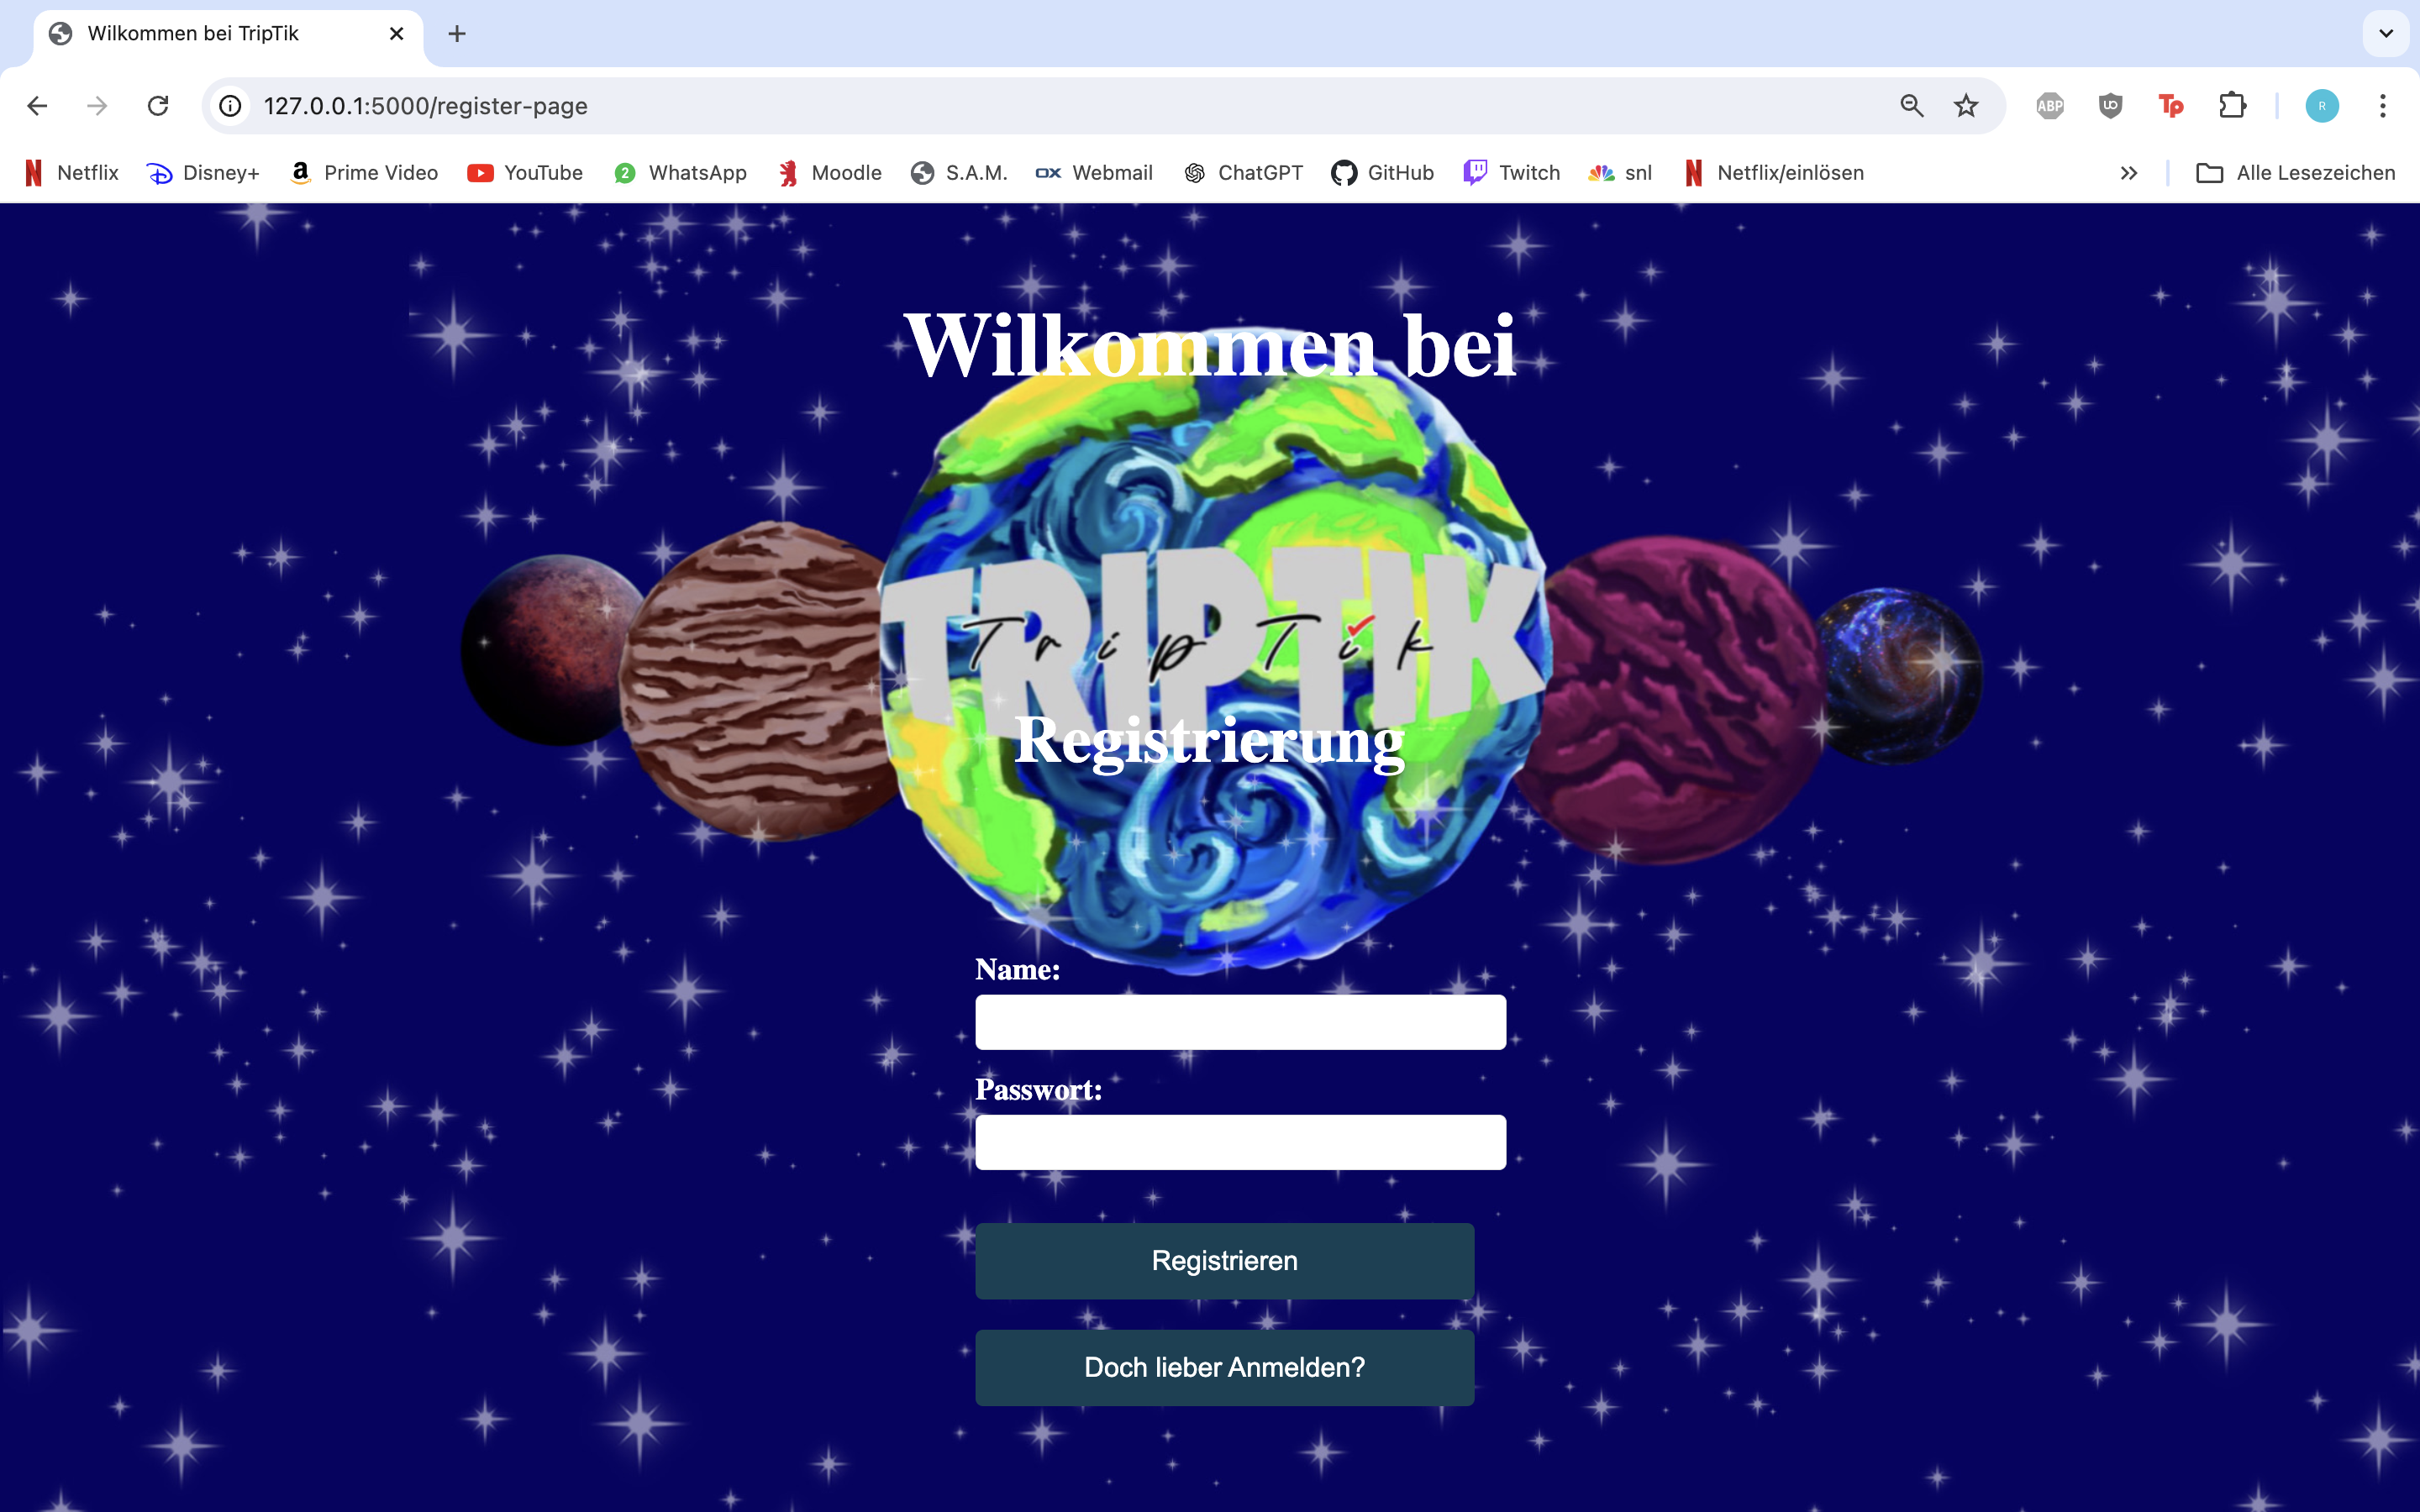 Wilkommen bei TripTik
127.0.0.1:5000/register-page
ABP
Tp
R
Netflix
Disney+
a
Prime Video
YouTube
2
WhatsApp
Moodle
S.A.M.
OX
Webmail
ChatGPT
GitHub
Twitch
snl
Netflix/einlösen
Alle Lesezeichen
Wilkommen bei
TRIPTIK
TripTik
Registrierung
Name:
Passwort:
Registrieren
Doch lieber Anmelden?